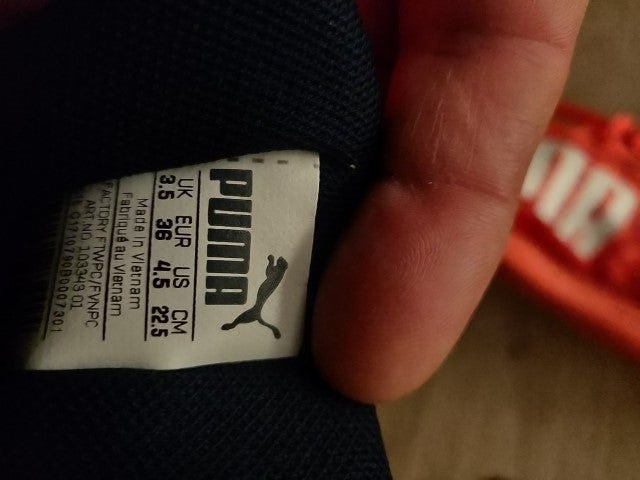 PUMA
UK EUR US CM
3.5 36 4.5 22.5
Made in Vietnam
Fabriqué au Vietnam
FACTORY F1WPC/FVNPC
ART NO. 103343 01